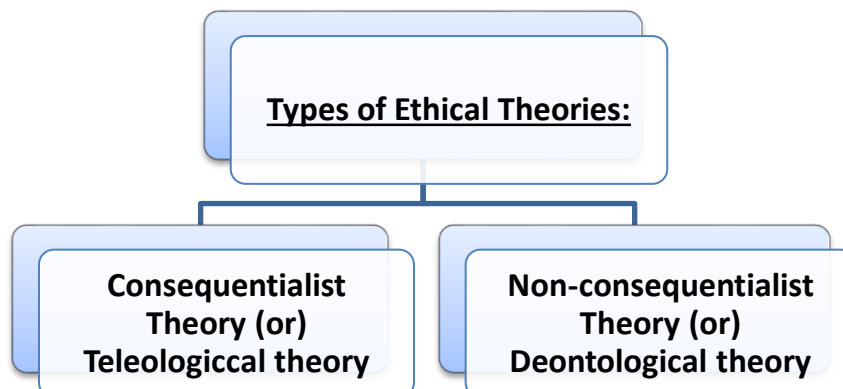 Types of Ethical Theories:
Consequentialist
Theory (or)
Teleologiccal theory
Non-consequentialist
Theory (or)
Deontological theory